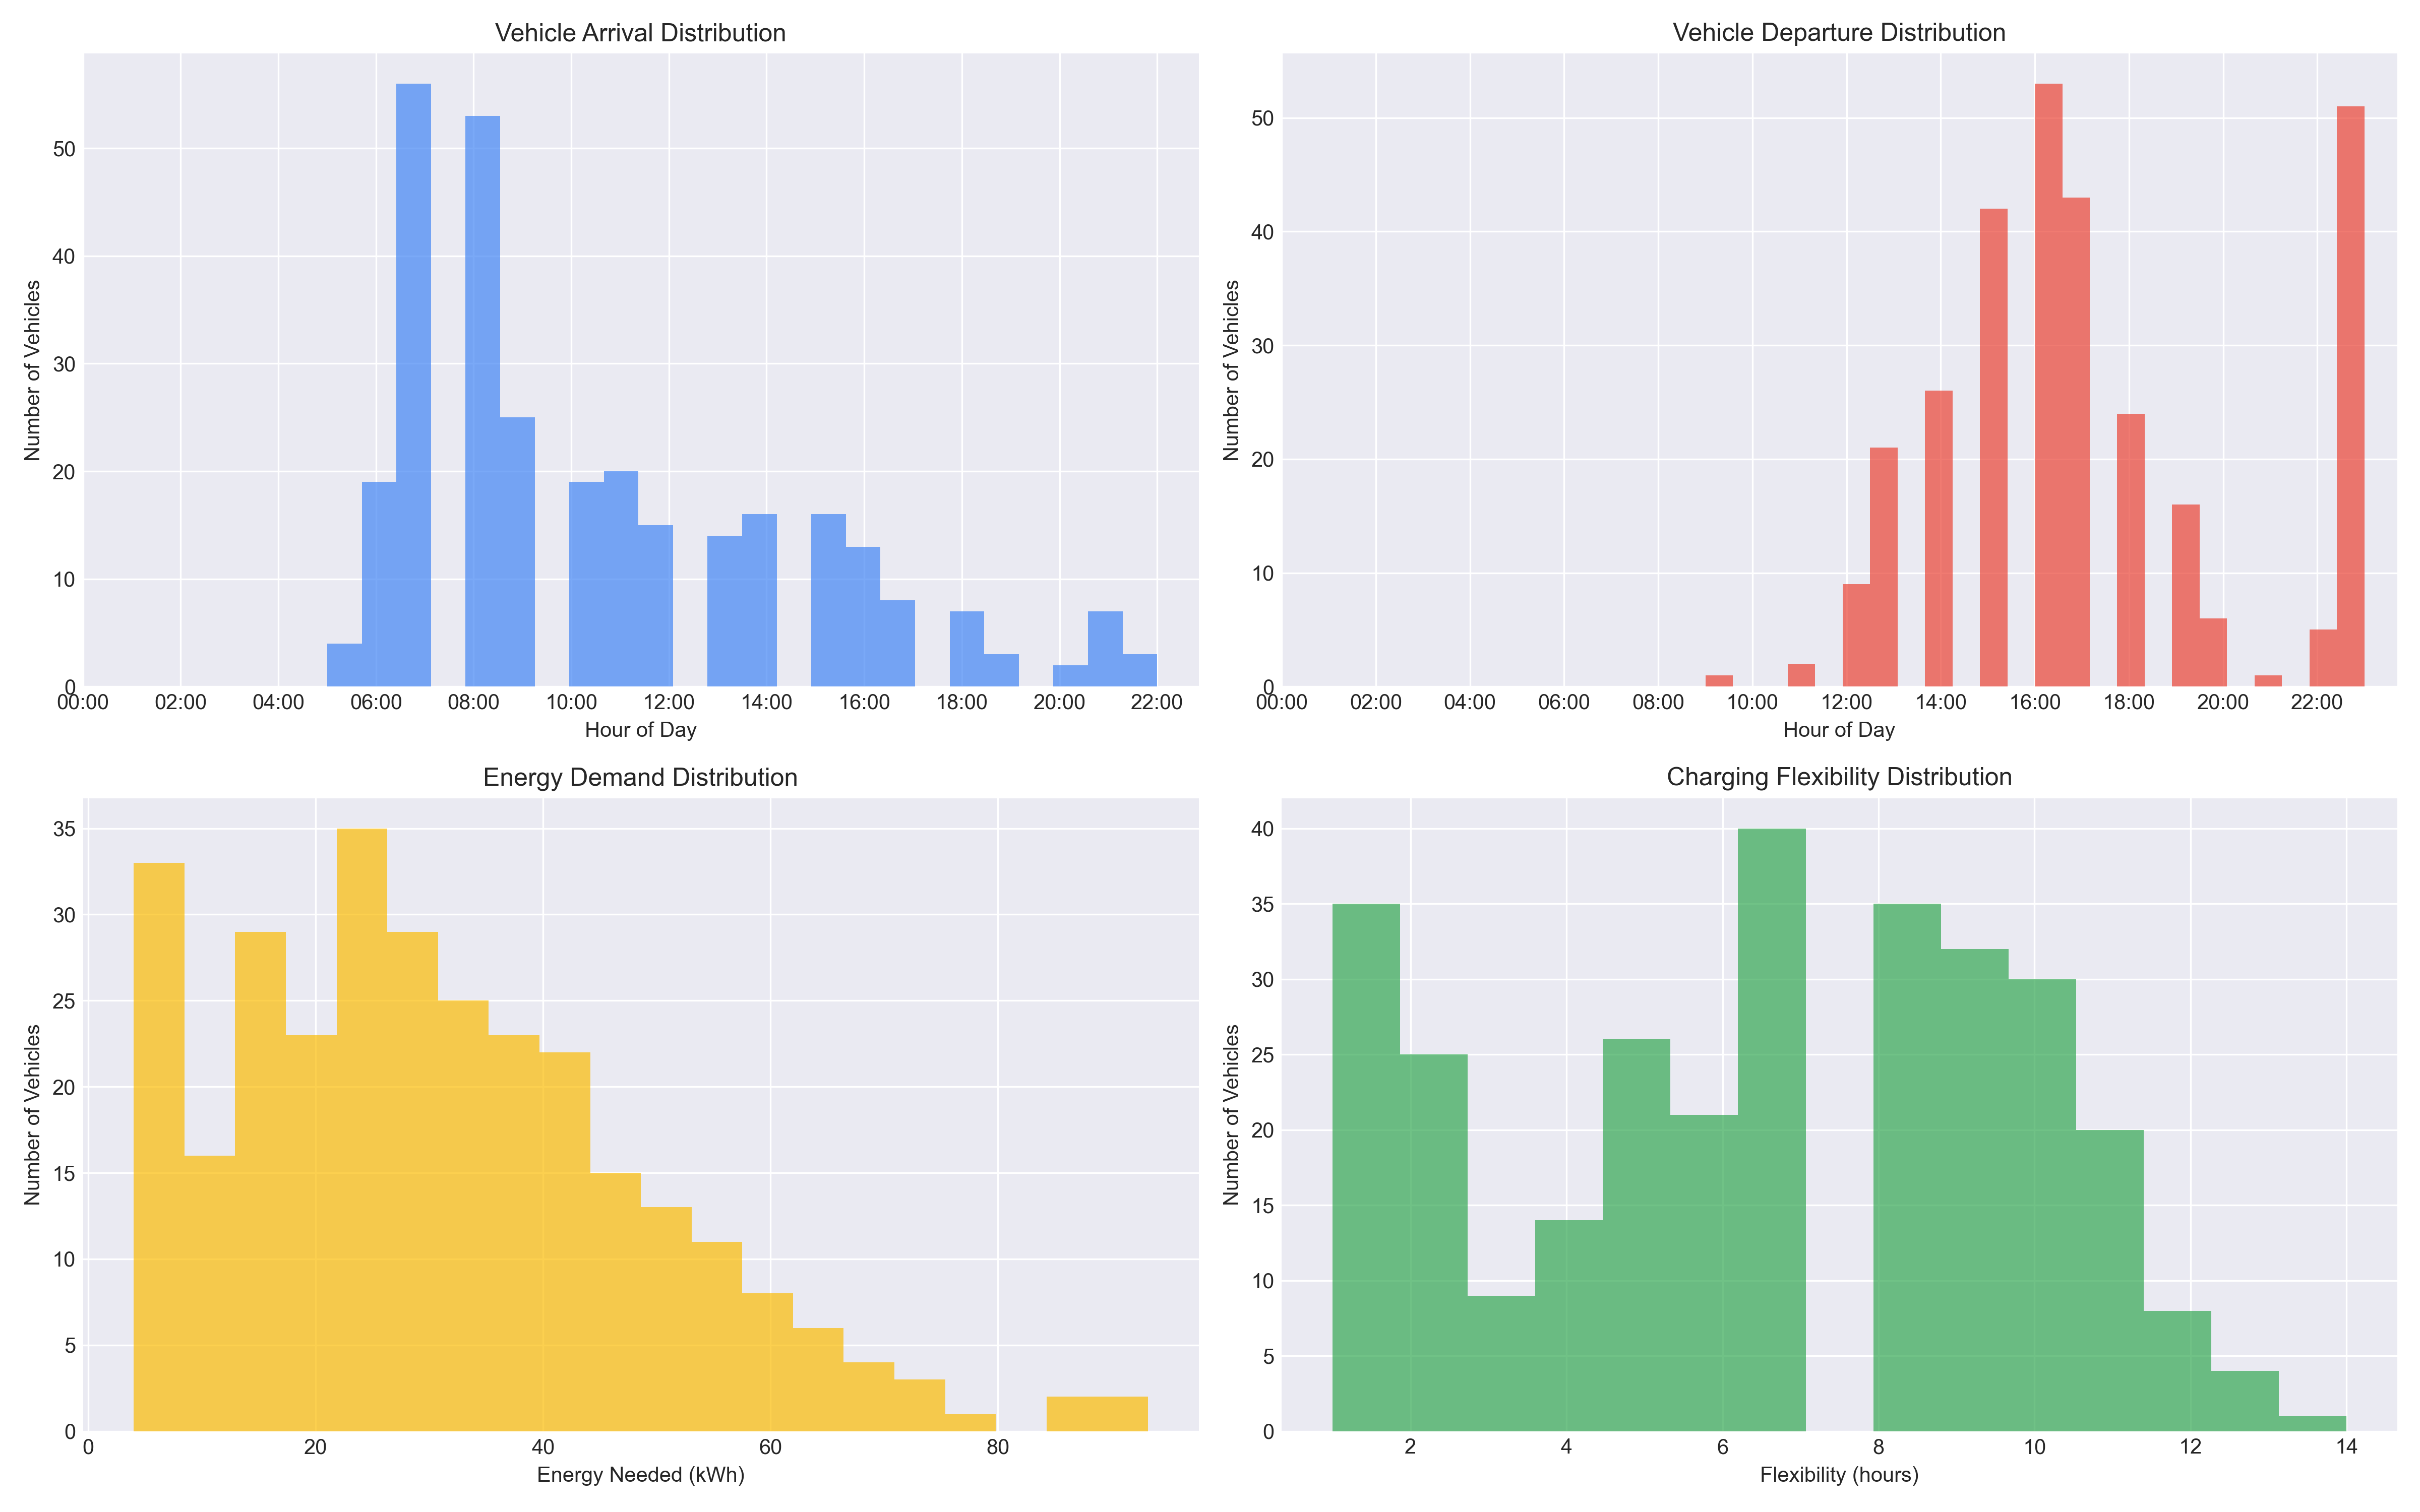 Vehicle Arrival Distribution
Number of Vehicles
50
40
30
20
10
0
00:00 02:00 04:00 06:00 08:00 10:00 12:00 14:00 16:00 18:00 20:00 22:00
Hour of Day
Vehicle Departure Distribution
Number of Vehicles
50
40
30
20
10
0
00:00 02:00 04:00 06:00 08:00 10:00 12:00 14:00 16:00 18:00 20:00 22:00
Hour of Day
Energy Demand Distribution
Number of Vehicles
35
30
25
20
15
10
5
0
0 20 40 60 80
Energy Needed (kWh)
Charging Flexibility Distribution
Number of Vehicles
40
35
30
25
20
15
10
5
0
2 4 6 8 10 12 14
Flexibility (hours)